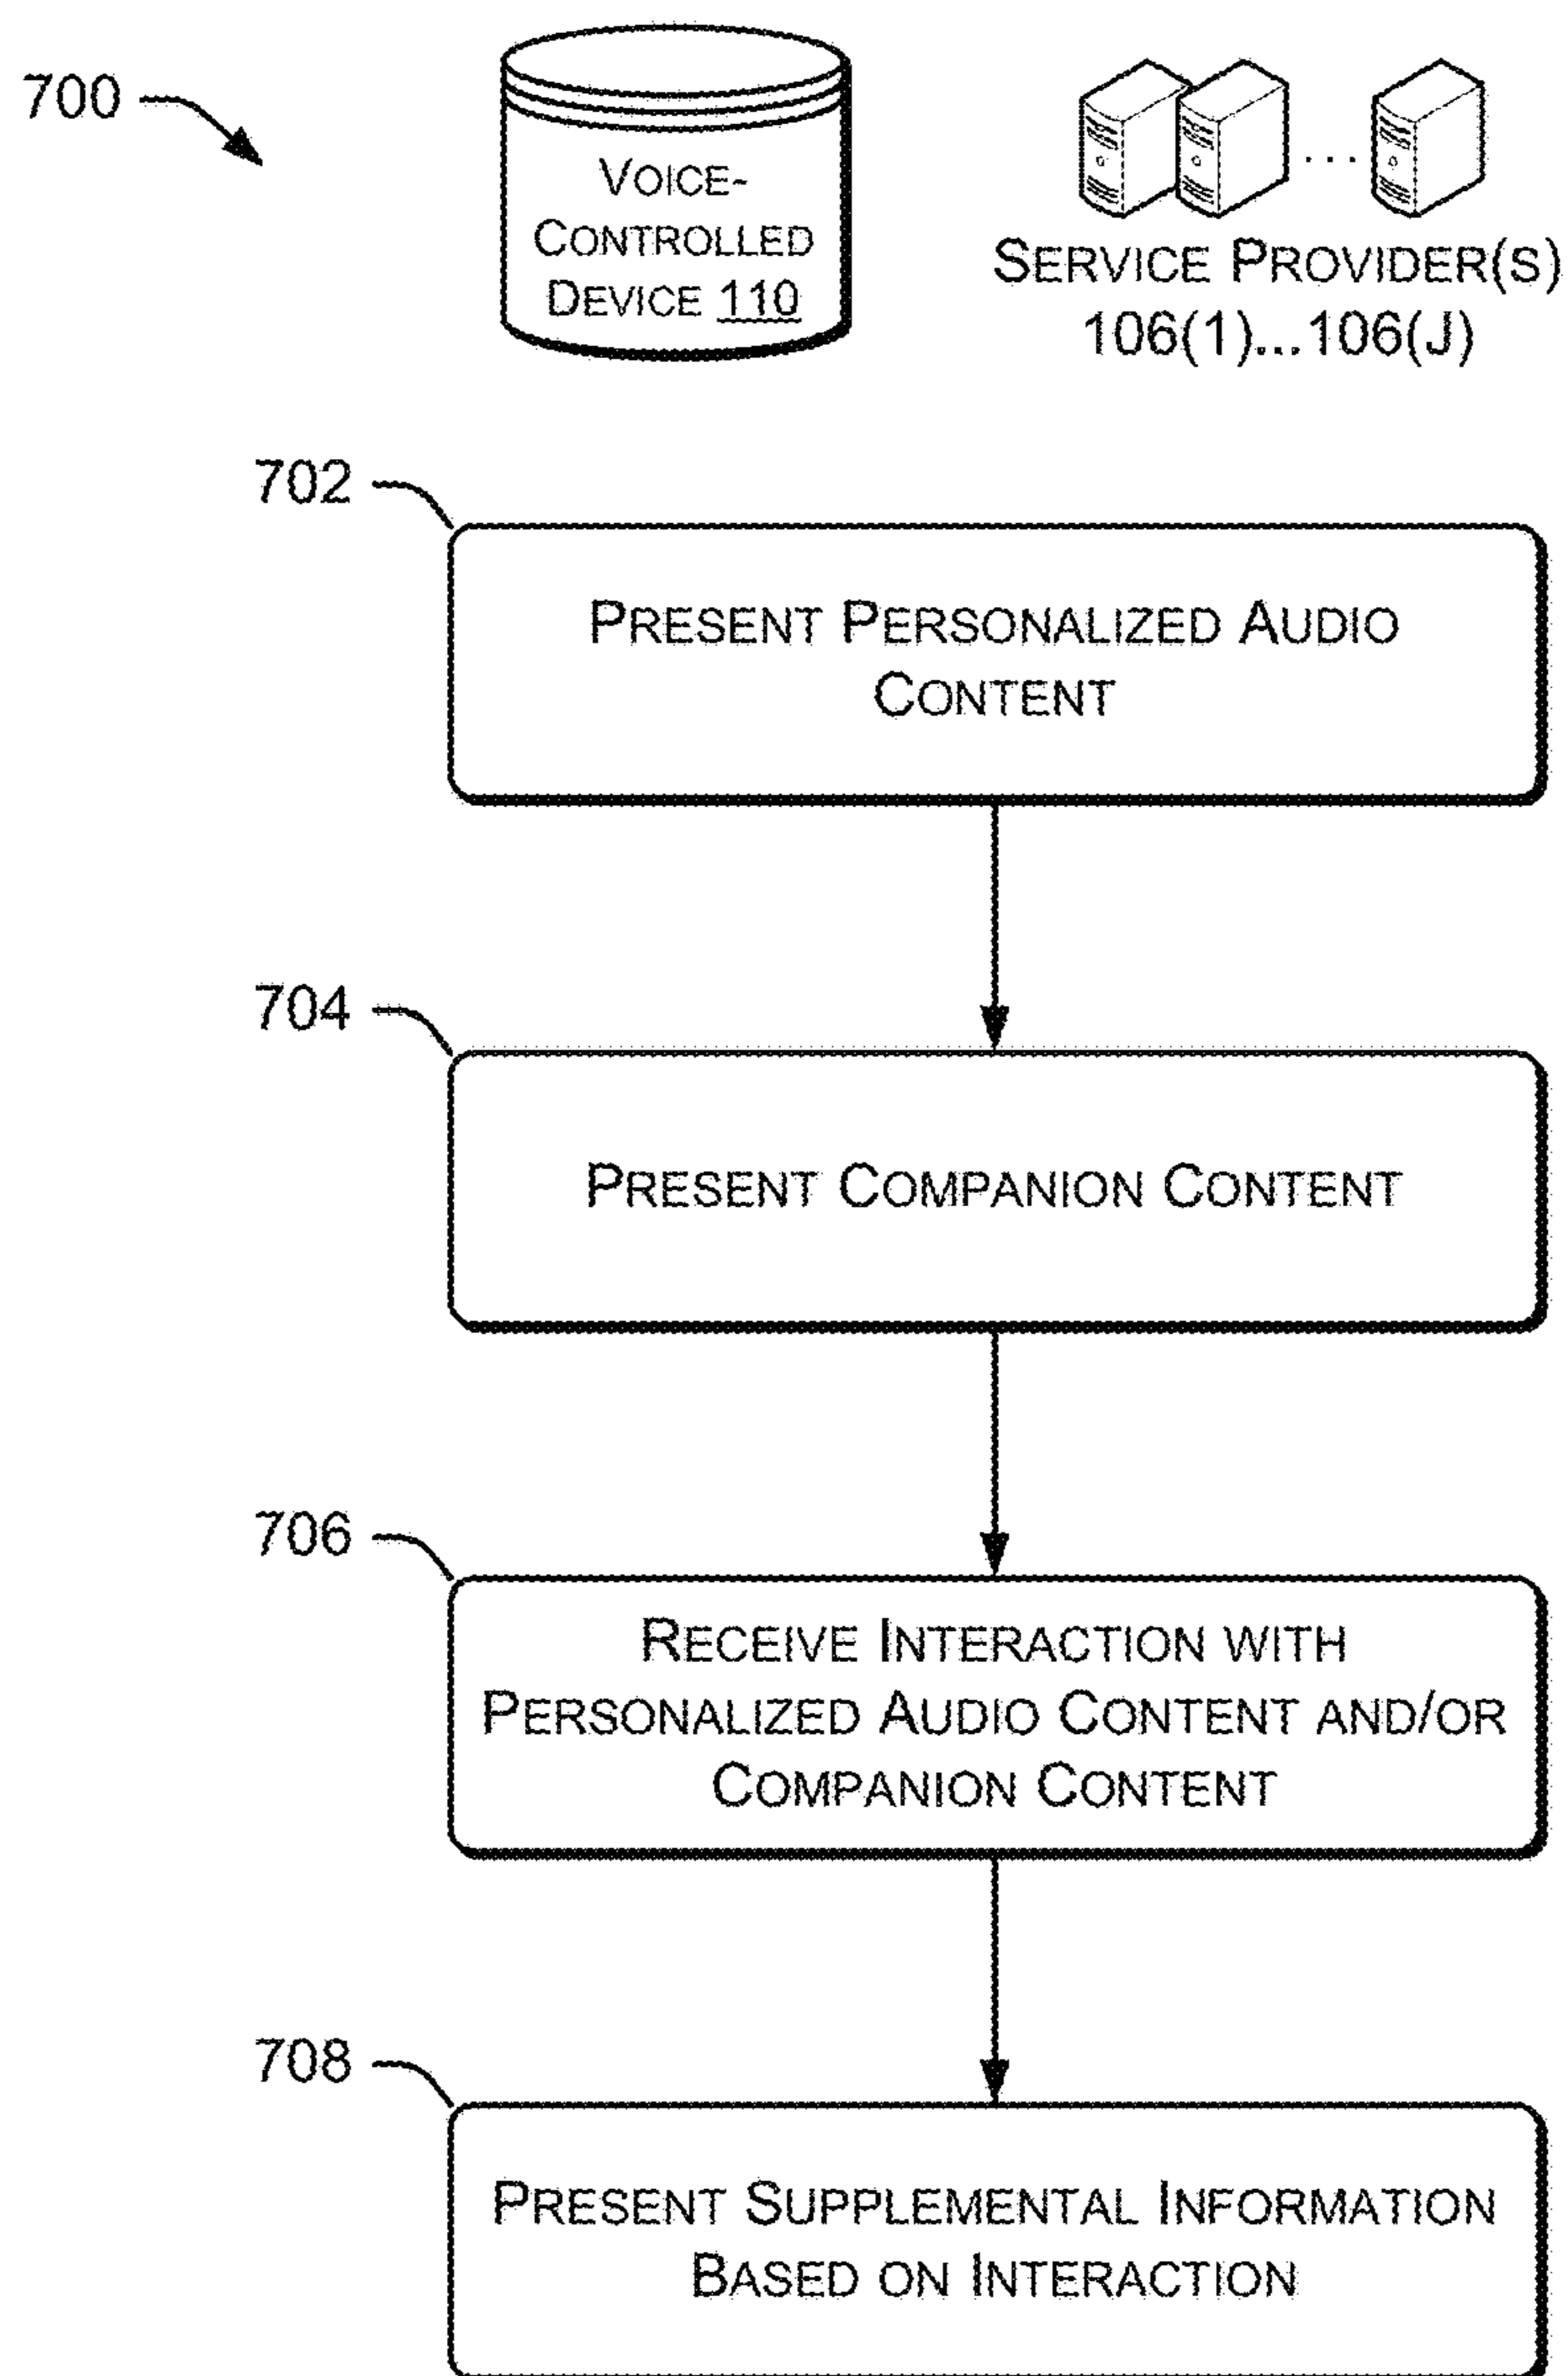 700
VOICE-
CONTROLLED
DEVICE 110
SERVICE PROVIDER(S)
106(1)...106(J)
702
PRESENT PERSONALIZED AUDIO
CONTENT
704
PRESENT COMPANION CONTENT
706
RECEIVE INTERACTION WITH
PERSONALIZED AUDIO CONTENT AND/OR
COMPANION CONTENT
708
PRESENT SUPPLEMENTAL INFORMATION
BASED ON INTERACTION